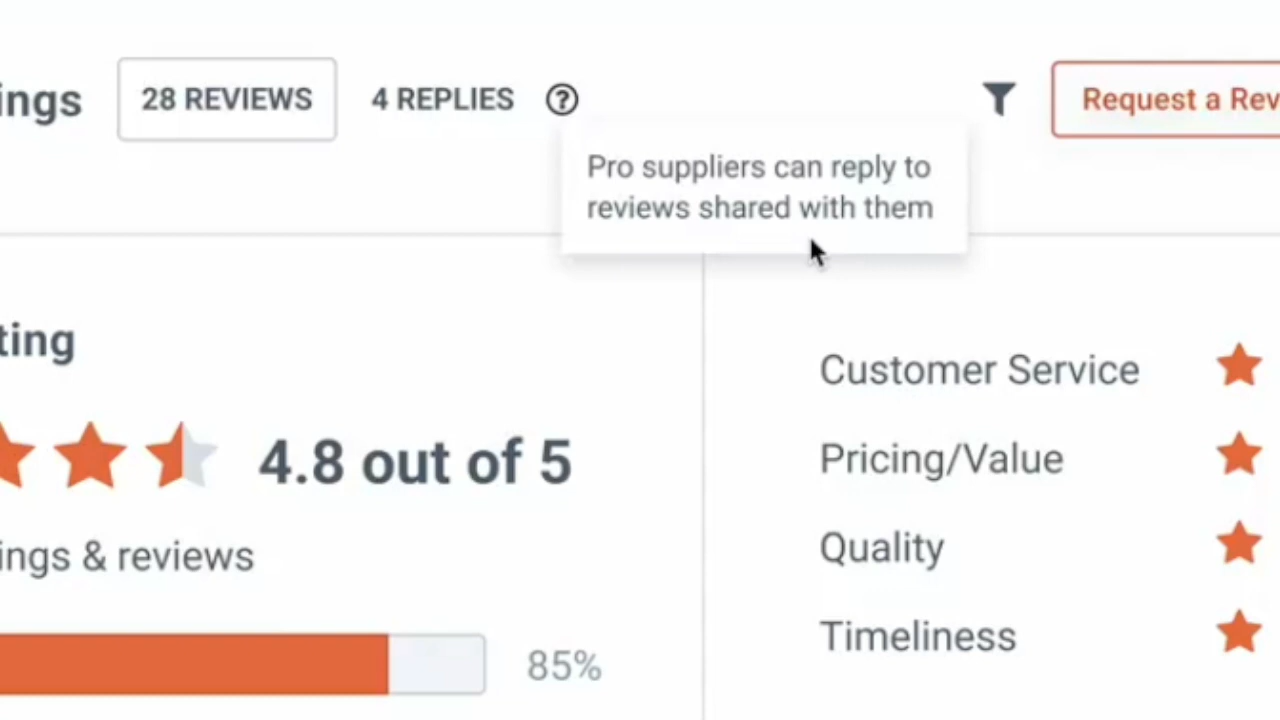 ings 28 REVIEWS 4 REPLIES ? Request a Rev
Pro suppliers can reply to
reviews shared with them
ting
Customer Service
4.8 out of 5
Pricing/Value
ings & reviews
Quality
Timeliness
85%